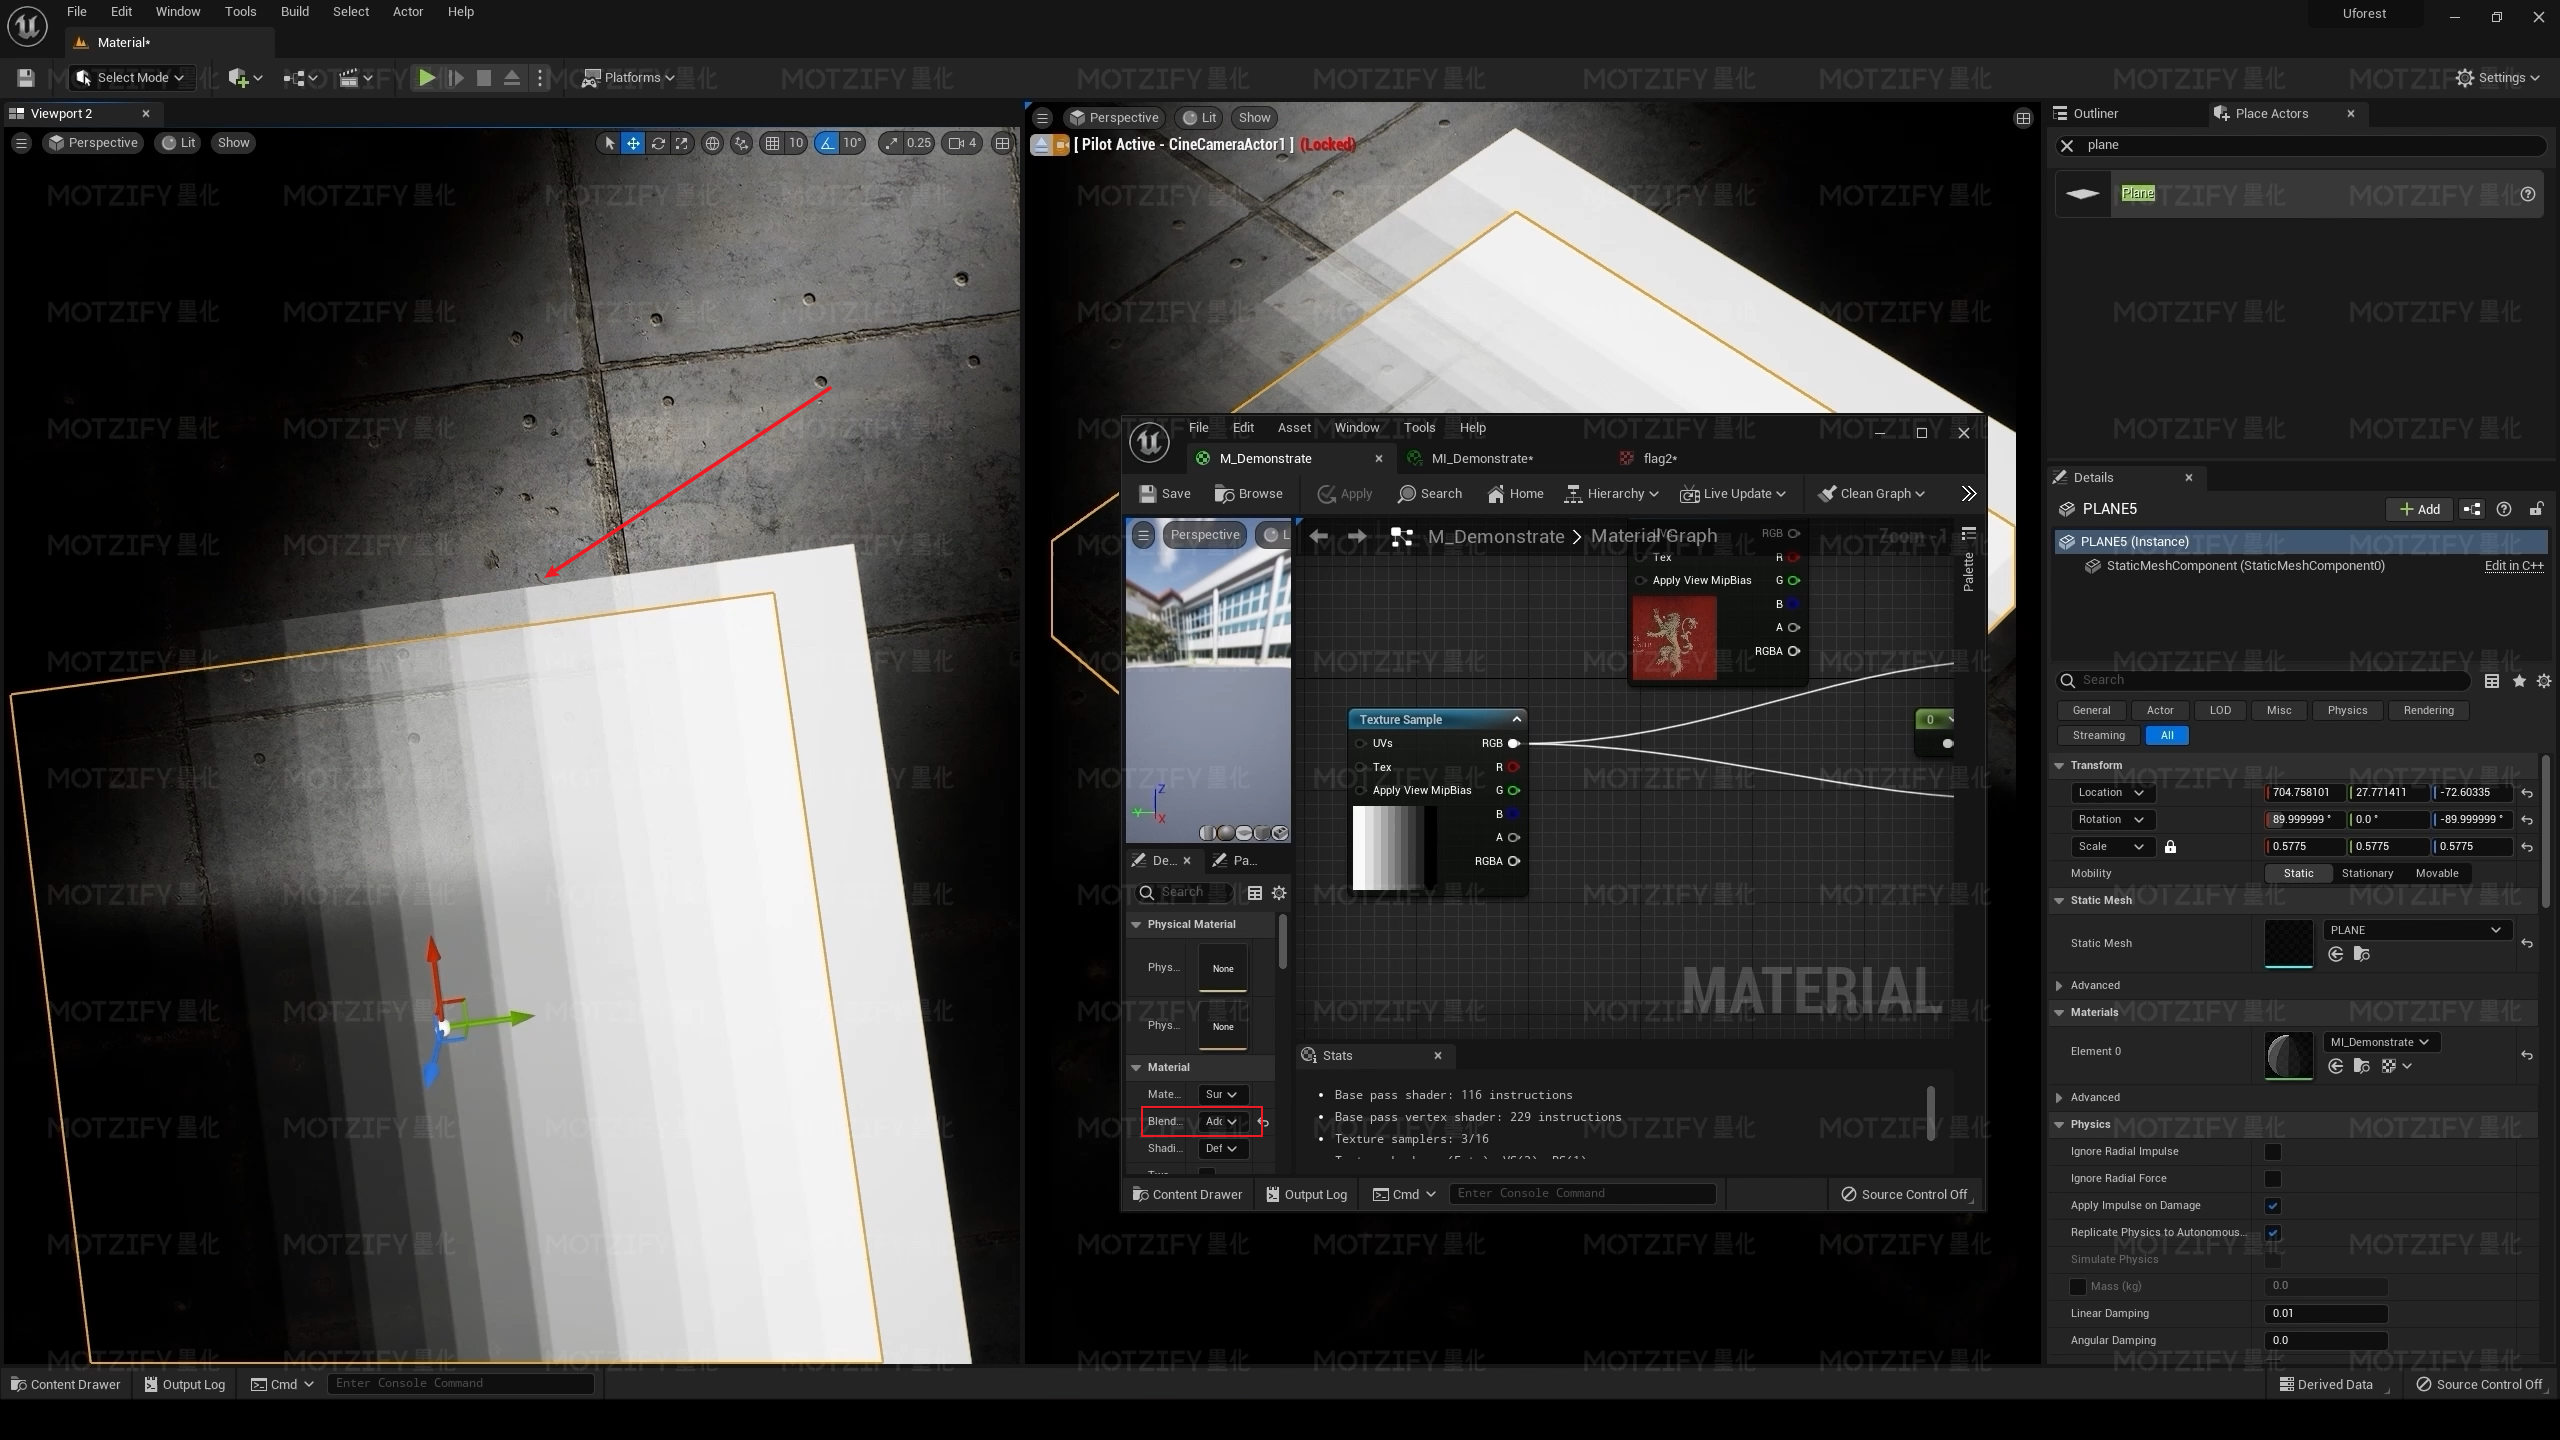 File Edit Window Tools Build Select Actor Help
Uforest
Material*
Select Mode
Platforms
Settings
Viewport 2
Perspective Lit Show
10 10° 0.25 4
Perspective Lit Show
[ Pilot Active - CineCameraActor1 ] (Locked)
Outliner
Place Actors
plane
Plane
MOTZIFY 墨化
File Edit Asset Window Tools Help
M_Demonstrate
MI_Demonstrate*
flag2*
Save Browse Apply Search Home Hierarchy Live Update Clean Graph
Perspective L
M_Demonstrate > Material Graph
Zoom -1
Palette
RGB
Tex R
Apply View MipBias G
B
A
RGBA
Texture Sample
UVs RGB
Tex R
Apply View MipBias G
B
A
RGBA
0
Z
Y
X
De... Pa...
Search
Physical Material
Phys... None
Phys... None
Material
Mate... Sur
Blend... Adc
Shadi... Def
MATERIAL
Stats
• Base pass shader: 116 instructions
• Base pass vertex shader: 229 instructions
• Texture samplers: 3/16
Content Drawer Output Log Cmd Enter Console Command Source Control Off
Details
PLANE5
Add
PLANE5 (Instance)
StaticMeshComponent (StaticMeshComponent0) Edit in C++
Search
General Actor LOD Misc Physics Rendering
Streaming All
Transform
Location 704.758101 27.771411 -72.60335
Rotation 89.999999 ° 0.0 ° -89.999999 °
Scale 0.5775 0.5775 0.5775
Mobility Static Stationary Movable
Static Mesh
Static Mesh PLANE
Advanced
Materials
Element 0 MI_Demonstrate
Advanced
Physics
Ignore Radial Impulse
Ignore Radial Force
Apply Impulse on Damage
Replicate Physics to Autonomous...
Simulate Physics
Mass (kg) 0.0
Linear Damping 0.01
Angular Damping 0.0
Content Drawer Output Log Cmd Enter Console Command
Derived Data Source Control Off